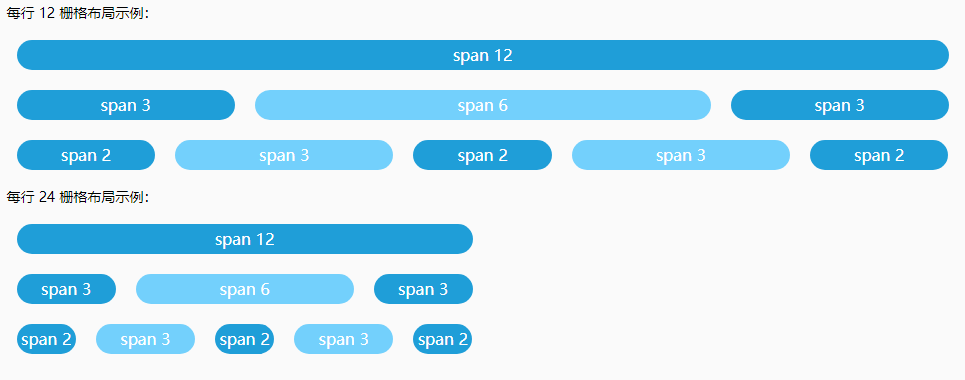 每行 12 栅格布局示例：
span 12
span 3 span 6 span 3
span 2 span 3 span 2 span 3 span 2
每行 24 栅格布局示例：
span 12
span 3 span 6 span 3
span 2 span 3 span 2 span 3 span 2